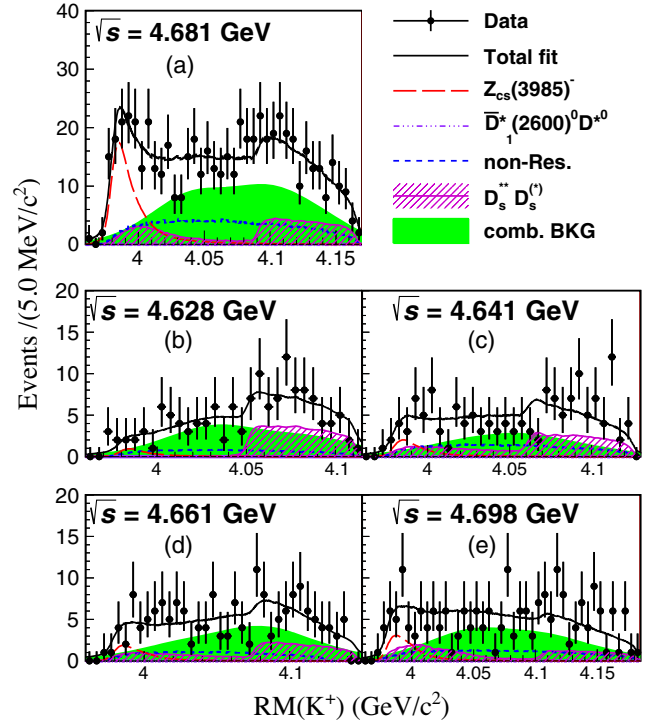 √s = 4.681 GeV
(a)
Data
Total fit
Z_cs(3985)⁻
D̅*₁(2600)⁰D*⁰
non-Res.
D_s** D_s(*)
comb. BKG
40
30
20
10
0
4 4.05 4.1 4.15
Events /(5.0 MeV/c²)
√s = 4.628 GeV
(b)
√s = 4.641 GeV
(c)
20
15
10
5
0
4 4.05 4.1
4 4.05 4.1
√s = 4.661 GeV
(d)
√s = 4.698 GeV
(e)
20
15
10
5
0
4 4.1
4 4.05 4.1 4.15
RM(K⁺) (GeV/c²)